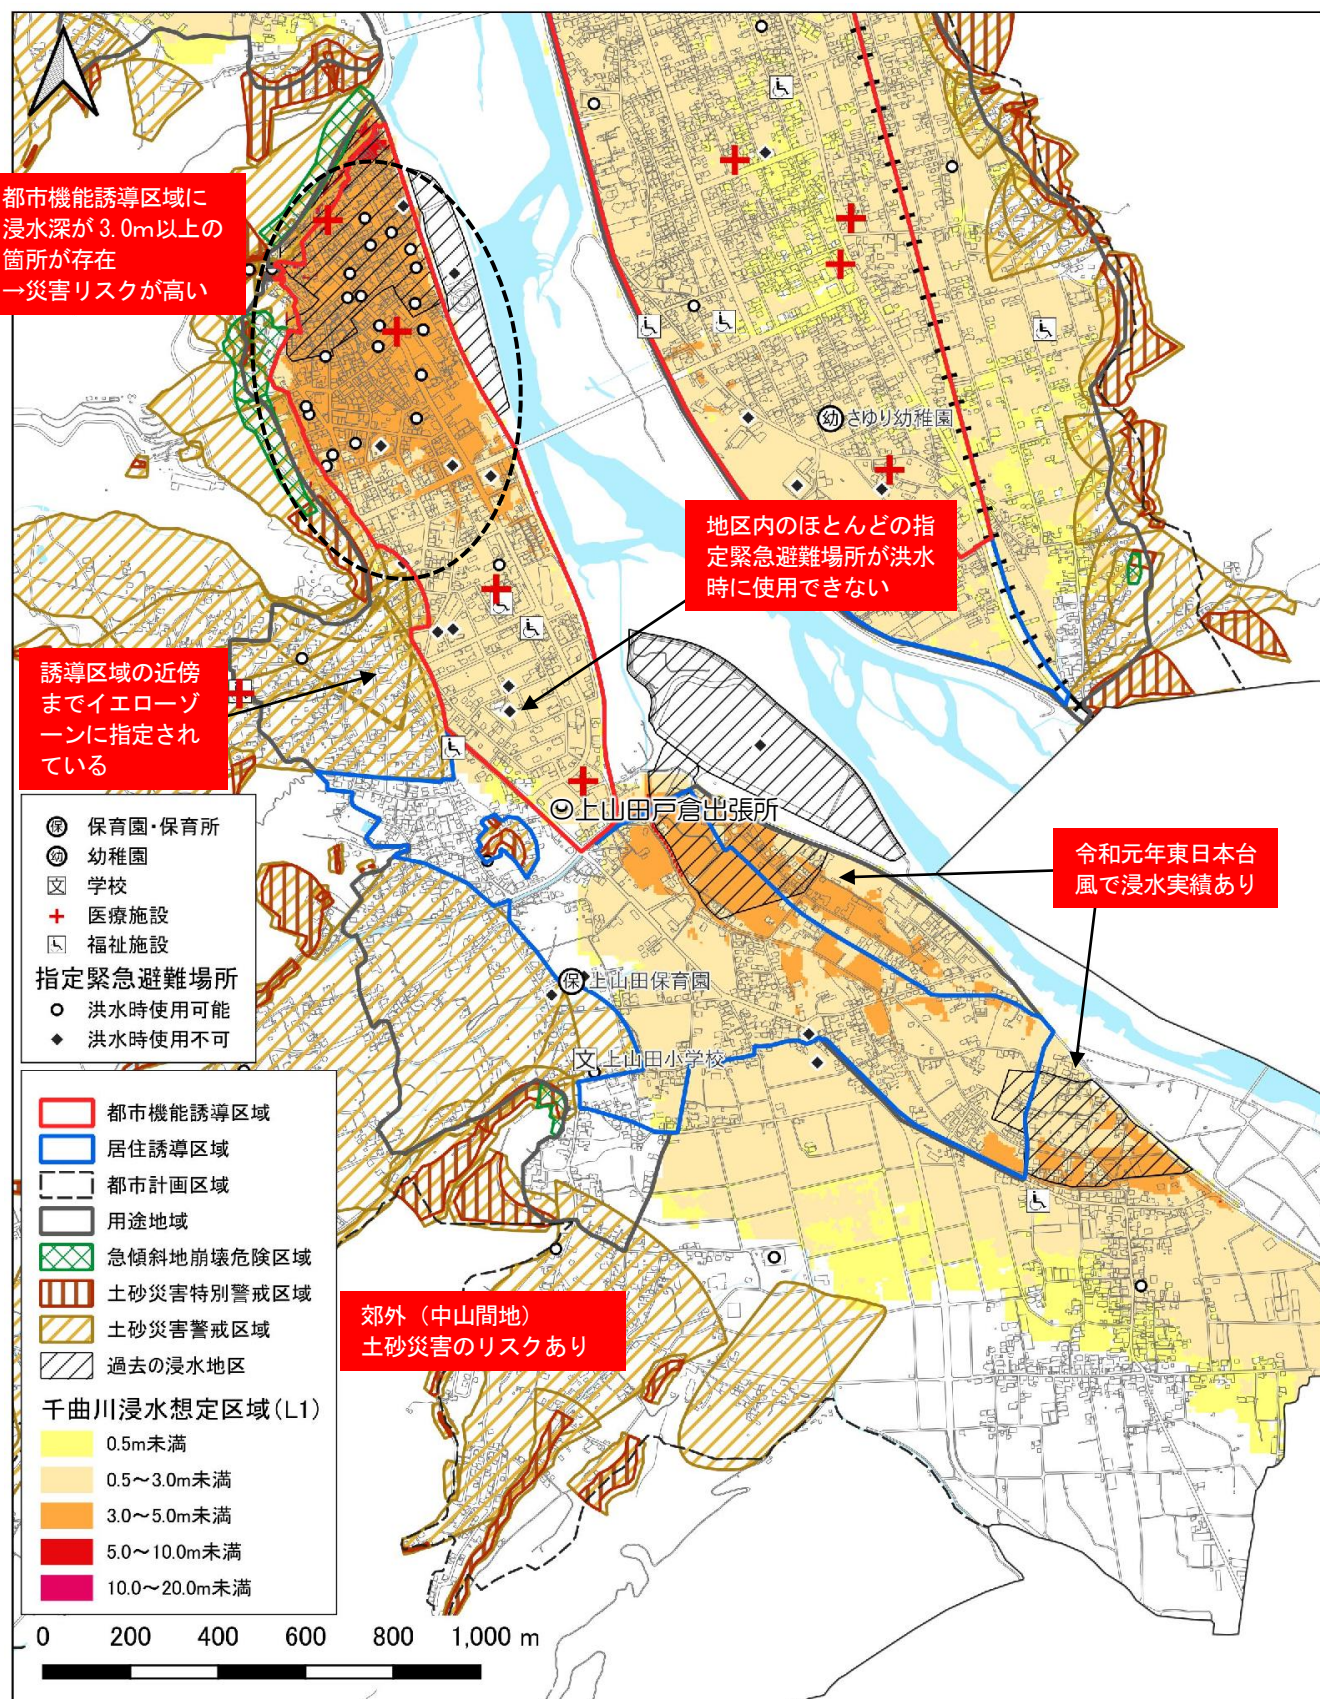 都市機能誘導区域に
浸水深が3.0m以上の
箇所が存在
→災害リスクが高い
さゆり幼稚園
幼
地区内のほとんどの指
定緊急避難場所が洪水
時に使用できない
誘導区域の近傍
までイエローゾ
ーンに指定され
ている
上山田戸倉出張所
令和元年東日本台
風で浸水実績あり
保 保育園・保育所
幼 幼稚園
文 学校
医療施設
福祉施設
指定緊急避難場所
洪水時使用可能
洪水時使用不可
保 上山田保育園
文 上山田小学校
都市機能誘導区域
居住誘導区域
都市計画区域
用途地域
急傾斜地崩壊危険区域
土砂災害特別警戒区域
土砂災害警戒区域
過去の浸水地区
郊外（中山間地）
土砂災害のリスクあり
千曲川浸水想定区域(L1)
0.5m未満
0.5～3.0m未満
3.0～5.0m未満
5.0～10.0m未満
10.0～20.0m未満
0 200 400 600 800 1,000 m